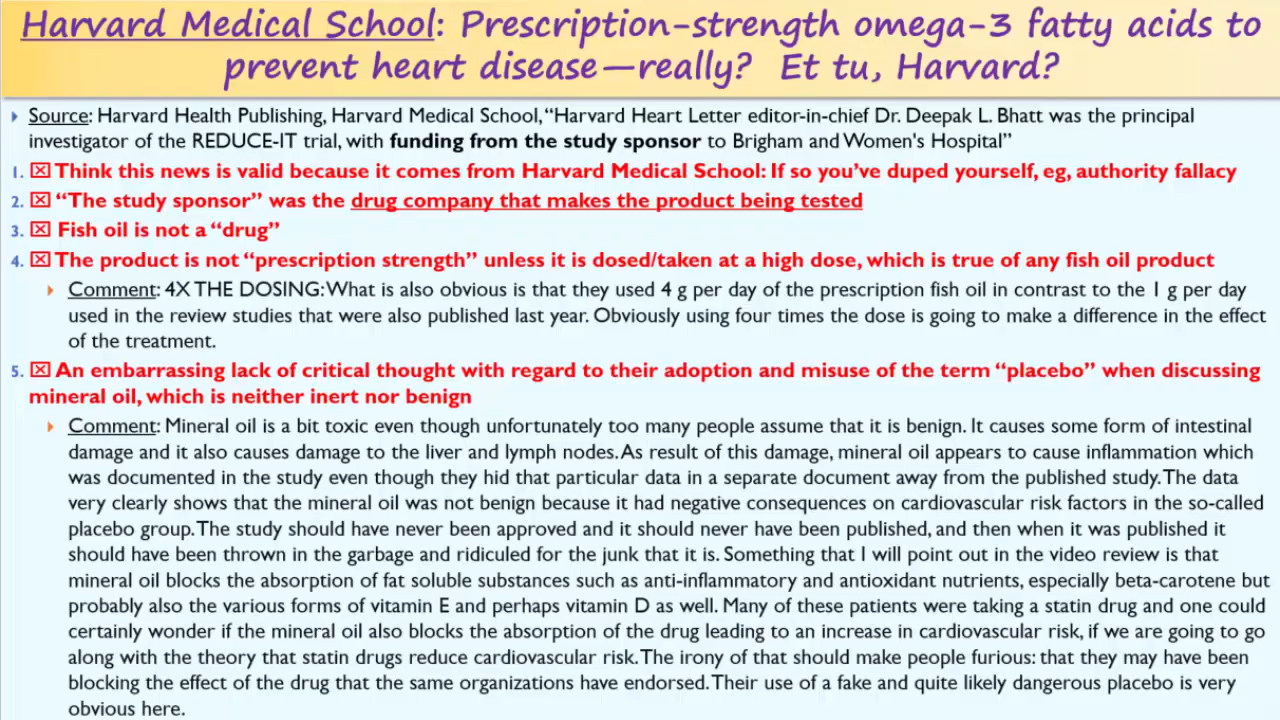 Harvard Medical School: Prescription-strength omega-3 fatty acids to
prevent heart disease—really? Et tu, Harvard?
Source: Harvard Health Publishing, Harvard Medical School, “Harvard Heart Letter editor-in-chief Dr. Deepak L. Bhatt was the principal
investigator of the REDUCE-IT trial, with funding from the study sponsor to Brigham and Women's Hospital”
1. ☒ Think this news is valid because it comes from Harvard Medical School: If so you’ve duped yourself, eg, authority fallacy
2. ☒ “The study sponsor” was the drug company that makes the product being tested
3. ☒ Fish oil is not a “drug”
4. ☒ The product is not “prescription strength” unless it is dosed/taken at a high dose, which is true of any fish oil product
Comment: 4X THE DOSING: What is also obvious is that they used 4 g per day of the prescription fish oil in contrast to the 1 g per day
used in the review studies that were also published last year. Obviously using four times the dose is going to make a difference in the effect
of the treatment.
5. ☒ An embarrassing lack of critical thought with regard to their adoption and misuse of the term “placebo” when discussing
mineral oil, which is neither inert nor benign
Comment: Mineral oil is a bit toxic even though unfortunately too many people assume that it is benign. It causes some form of intestinal
damage and it also causes damage to the liver and lymph nodes. As result of this damage, mineral oil appears to cause inflammation which
was documented in the study even though they hid that particular data in a separate document away from the published study. The data
very clearly shows that the mineral oil was not benign because it had negative consequences on cardiovascular risk factors in the so-called
placebo group. The study should have never been approved and it should never have been published, and then when it was published it
should have been thrown in the garbage and ridiculed for the junk that it is. Something that I will point out in the video review is that
mineral oil blocks the absorption of fat soluble substances such as anti-inflammatory and antioxidant nutrients, especially beta-carotene but
probably also the various forms of vitamin E and perhaps vitamin D as well. Many of these patients were taking a statin drug and one could
certainly wonder if the mineral oil also blocks the absorption of the drug leading to an increase in cardiovascular risk, if we are going to go
along with the theory that statin drugs reduce cardiovascular risk. The irony of that should make people furious: that they may have been
blocking the effect of the drug that the same organizations have endorsed. Their use of a fake and quite likely dangerous placebo is very
obvious here.